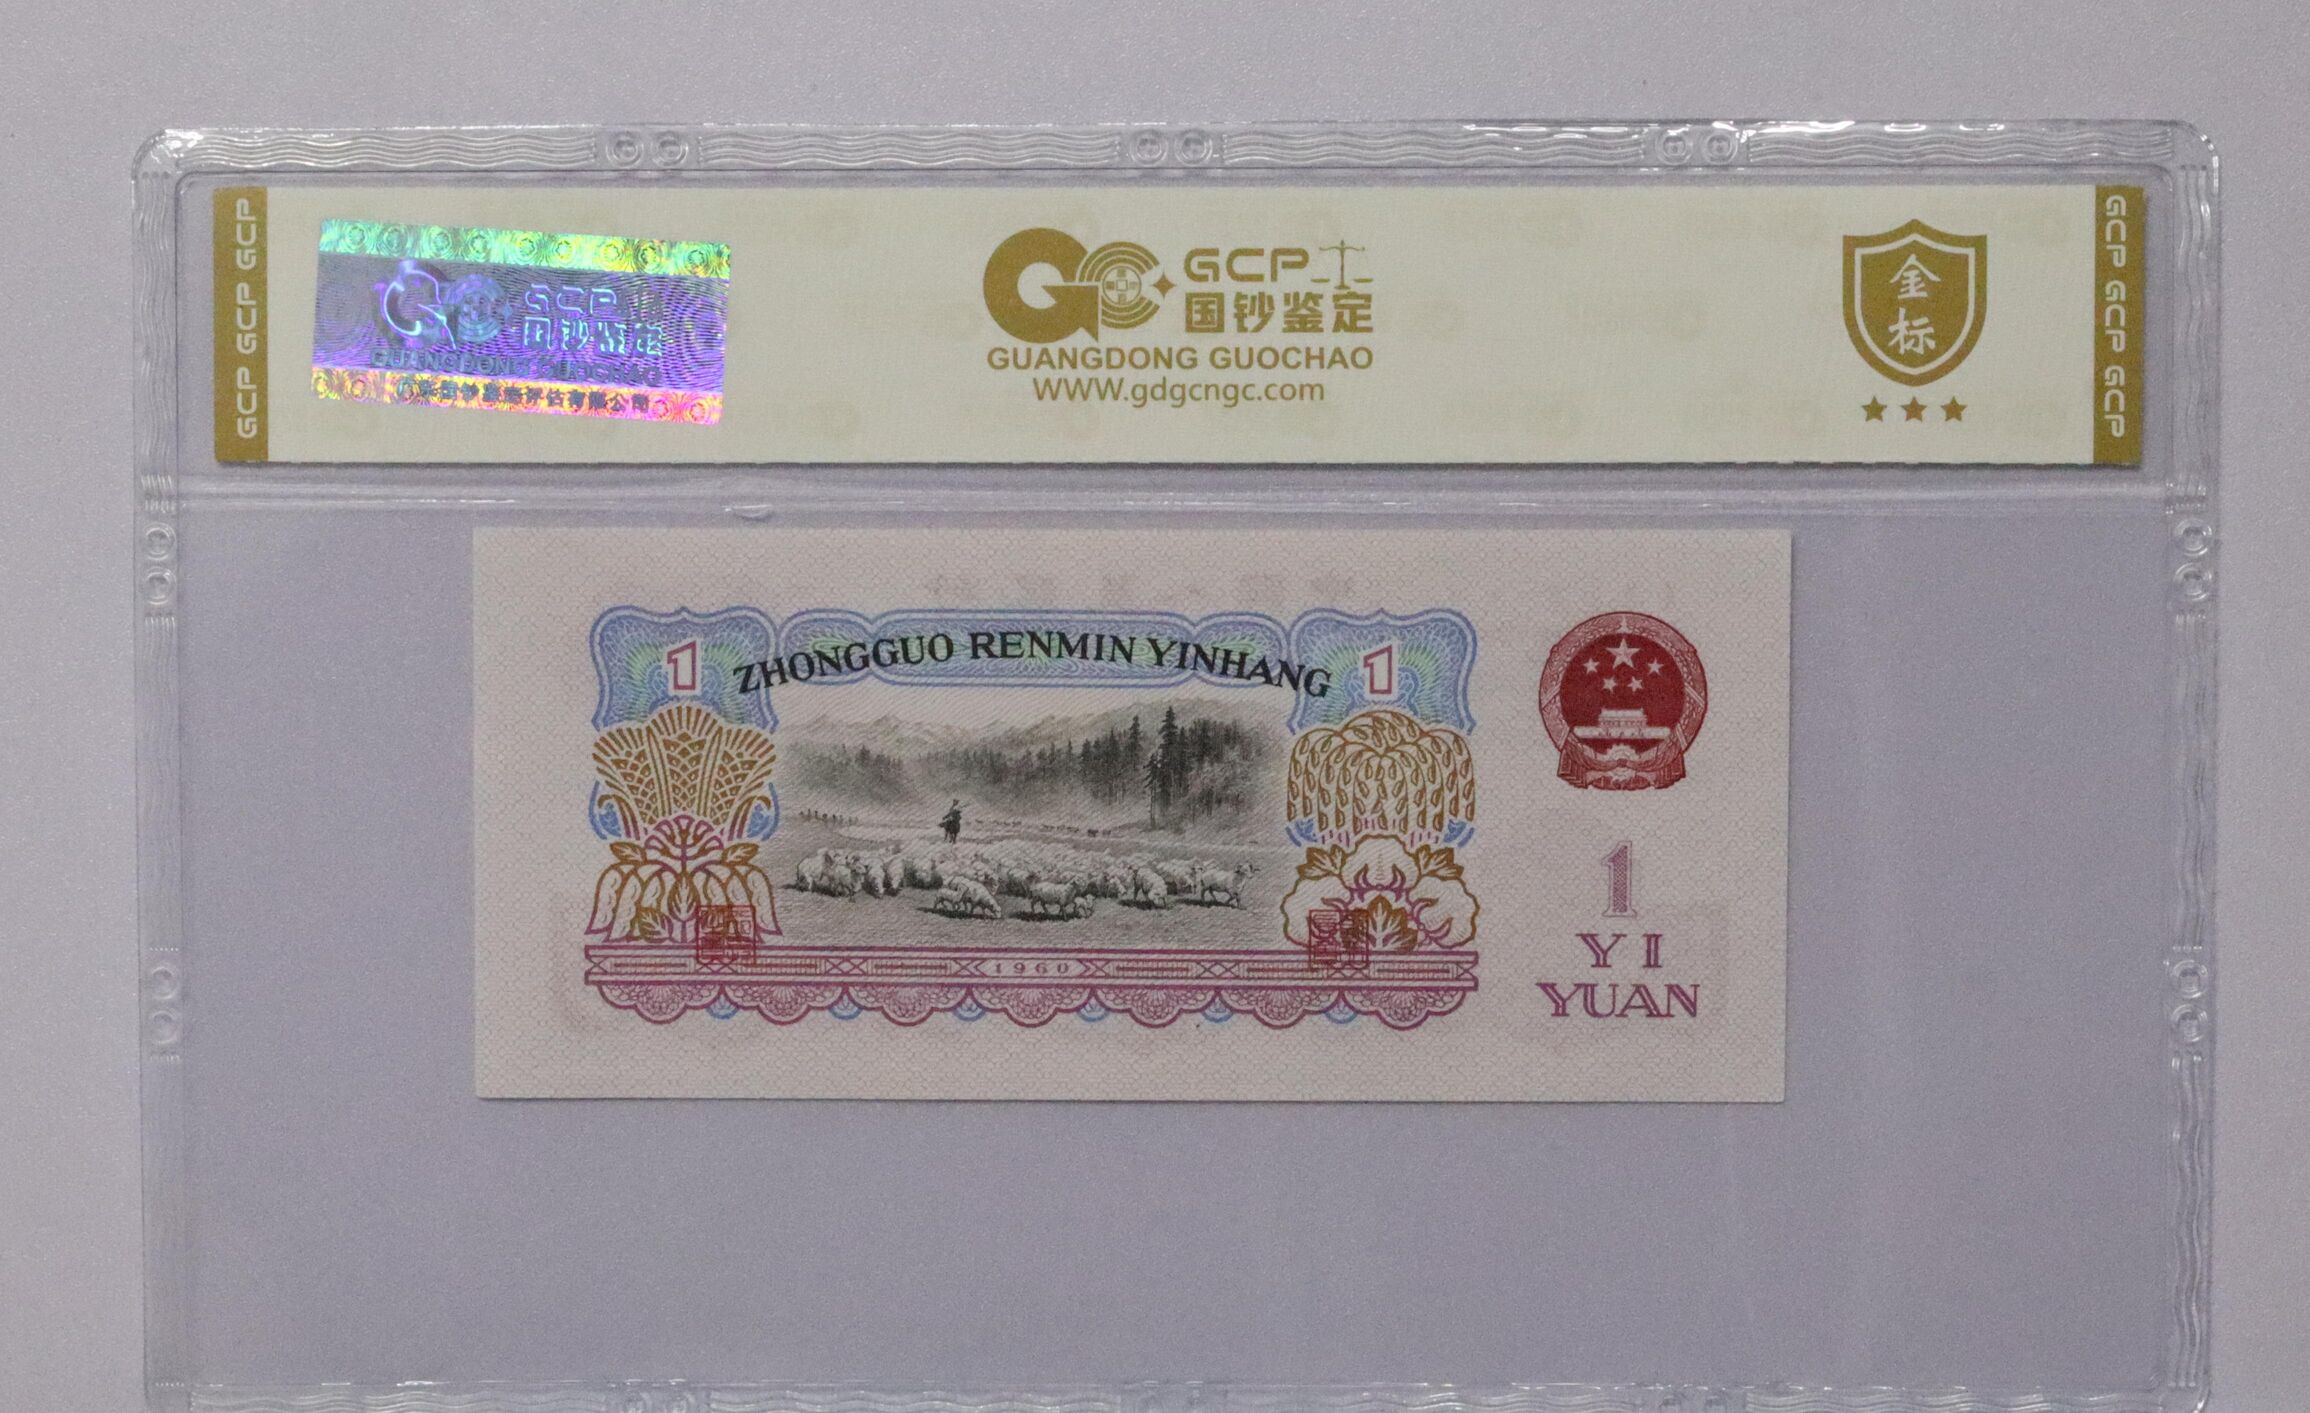 GCP GCP GCP
GCP
国钞鉴定
GUANGDONG GUOCHAO
GCP
国钞鉴定
GUANGDONG GUOCHAO
WWW.gdgcngc.com
金
标
GCP GCP GCP
ZHONGGUO RENMIN YINHANG
1
1
1960
1
YI
YUAN